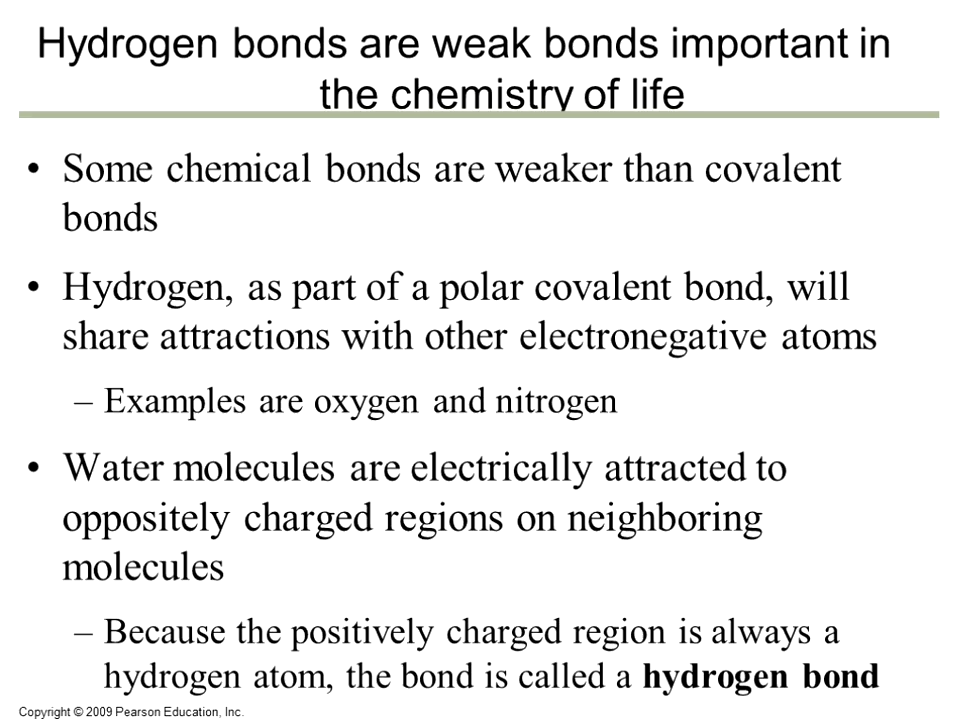 Hydrogen bonds are weak bonds important in
the chemistry of life
• Some chemical bonds are weaker than covalent
bonds
• Hydrogen, as part of a polar covalent bond, will
share attractions with other electronegative atoms
– Examples are oxygen and nitrogen
• Water molecules are electrically attracted to
oppositely charged regions on neighboring
molecules
– Because the positively charged region is always a
hydrogen atom, the bond is called a hydrogen bond
Copyright © 2009 Pearson Education, Inc.